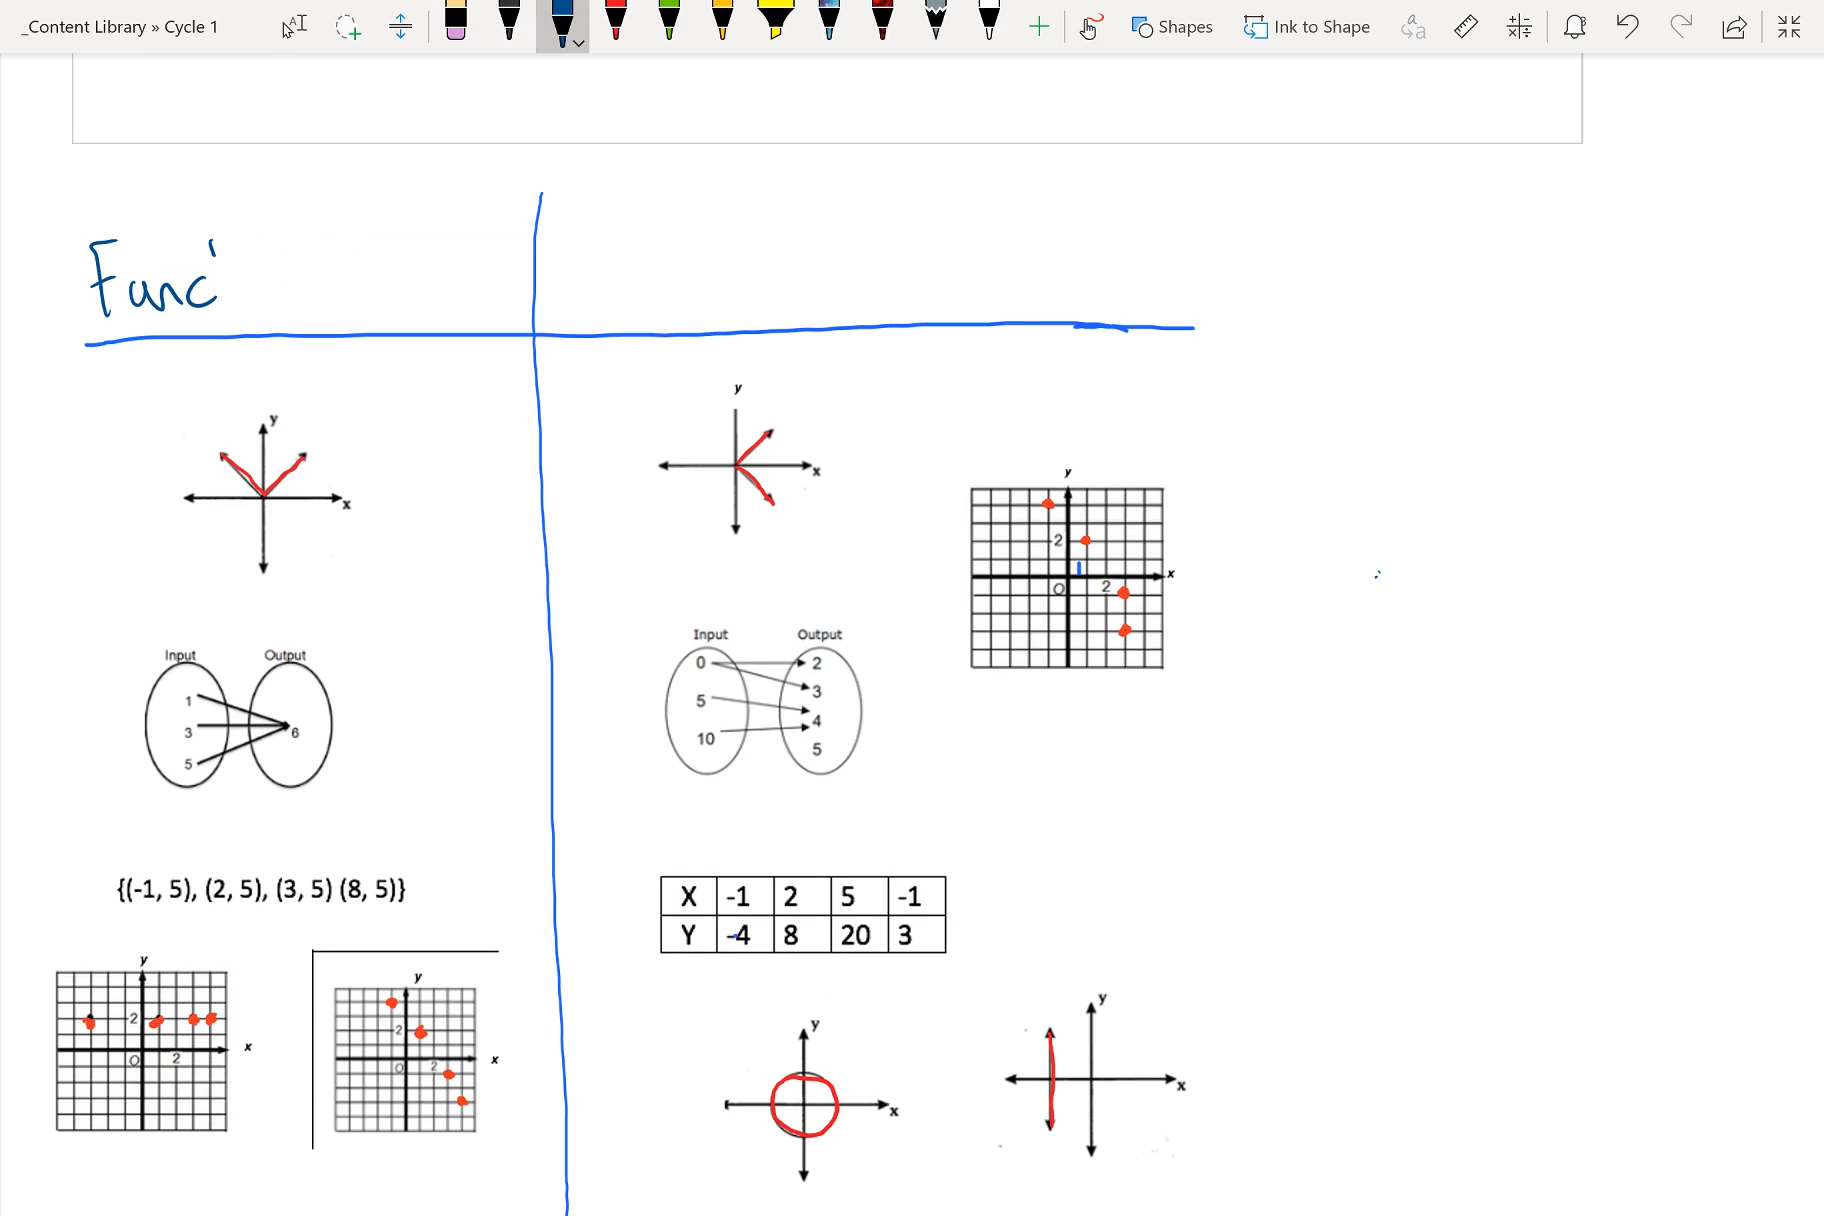 _Content Library » Cycle 1
Shapes
Ink to Shape
Func
y
x
y
x
y
2
O
2
x
Input
Output
1
3
5
6
Input
Output
0
5
10
2
3
4
5
{(-1, 5), (2, 5), (3, 5) (8, 5)}
X -1 2 5 -1
Y -4 8 20 3
y
2
O
2
x
y
2
O
2
x
y
x
y
x